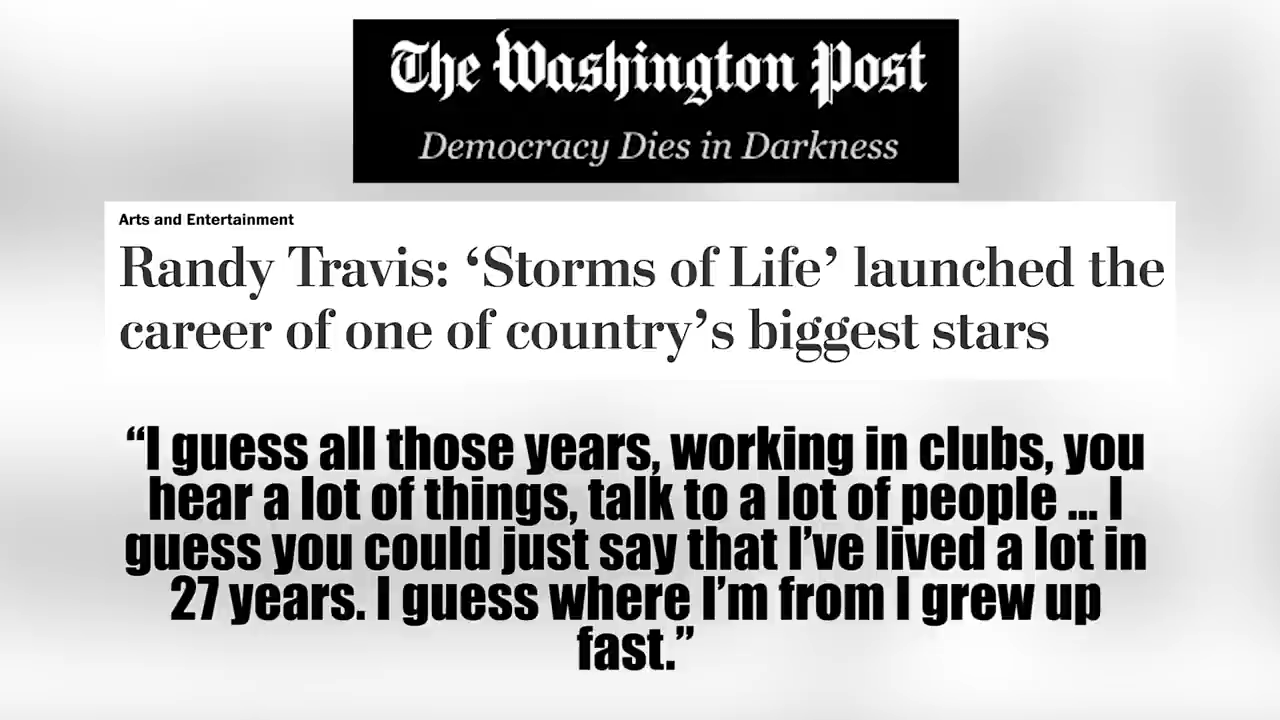 The Washington Post
Democracy Dies in Darkness
Arts and Entertainment
Randy Travis: ‘Storms of Life’ launched the
career of one of country’s biggest stars
“I guess all those years, working in clubs, you
hear a lot of things, talk to a lot of people ... I
guess you could just say that I’ve lived a lot in
27 years. I guess where I’m from I grew up
fast.”